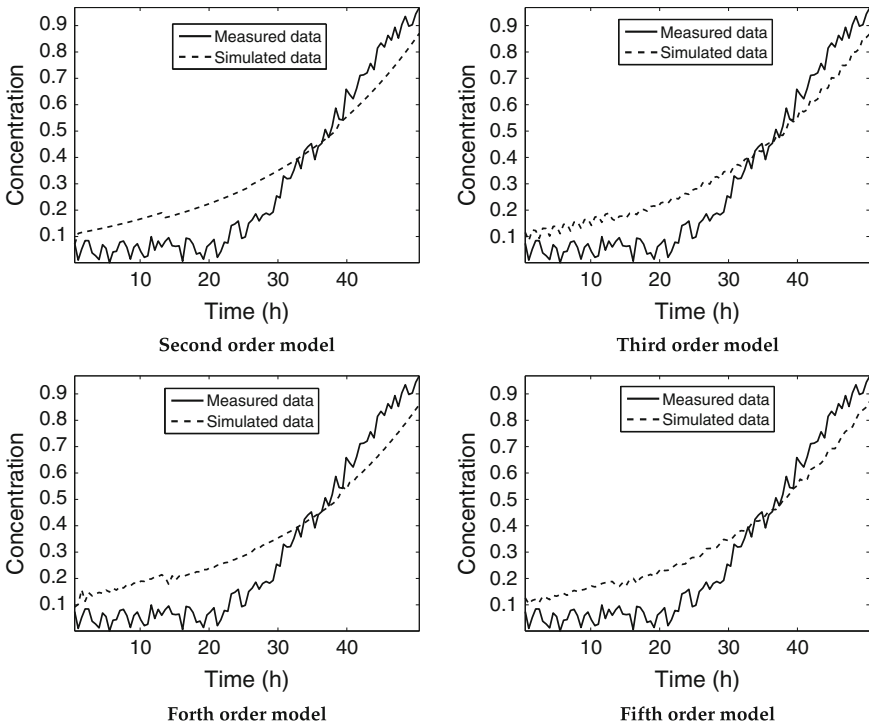 0.9
0.8
0.7
0.6
0.5
0.4
0.3
0.2
0.1
Concentration
Measured data
Simulated data
10 20 30 40
Time (h)
Second order model
0.9
0.8
0.7
0.6
0.5
0.4
0.3
0.2
0.1
Concentration
Measured data
Simulated data
10 20 30 40
Time (h)
Third order model
0.9
0.8
0.7
0.6
0.5
0.4
0.3
0.2
0.1
Concentration
Measured data
Simulated data
10 20 30 40
Time (h)
Forth order model
0.9
0.8
0.7
0.6
0.5
0.4
0.3
0.2
0.1
Concentration
Measured data
Simulated data
10 20 30 40
Time (h)
Fifth order model